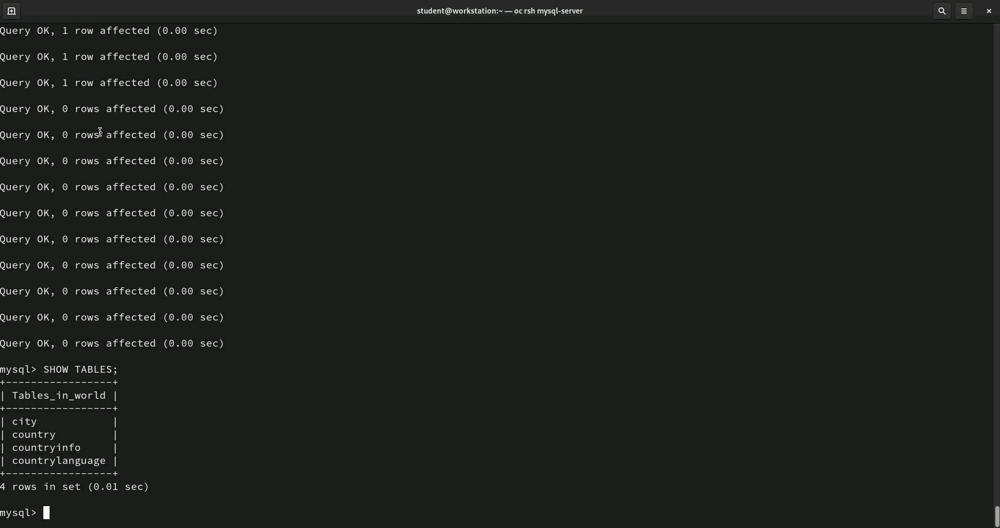 student@workstation:~ — oc rsh mysql-server
Query OK, 1 row affected (0.00 sec)
Query OK, 1 row affected (0.00 sec)
Query OK, 1 row affected (0.00 sec)
Query OK, 0 rows affected (0.00 sec)
Query OK, 0 rows affected (0.00 sec)
Query OK, 0 rows affected (0.00 sec)
Query OK, 0 rows affected (0.00 sec)
Query OK, 0 rows affected (0.00 sec)
Query OK, 0 rows affected (0.00 sec)
Query OK, 0 rows affected (0.00 sec)
Query OK, 0 rows affected (0.00 sec)
Query OK, 0 rows affected (0.00 sec)
Query OK, 0 rows affected (0.00 sec)
mysql> SHOW TABLES;
+-----------------+
| Tables_in_world |
+-----------------+
| city            |
| country         |
| countryinfo     |
| countrylanguage |
+-----------------+
4 rows in set (0.01 sec)
mysql>